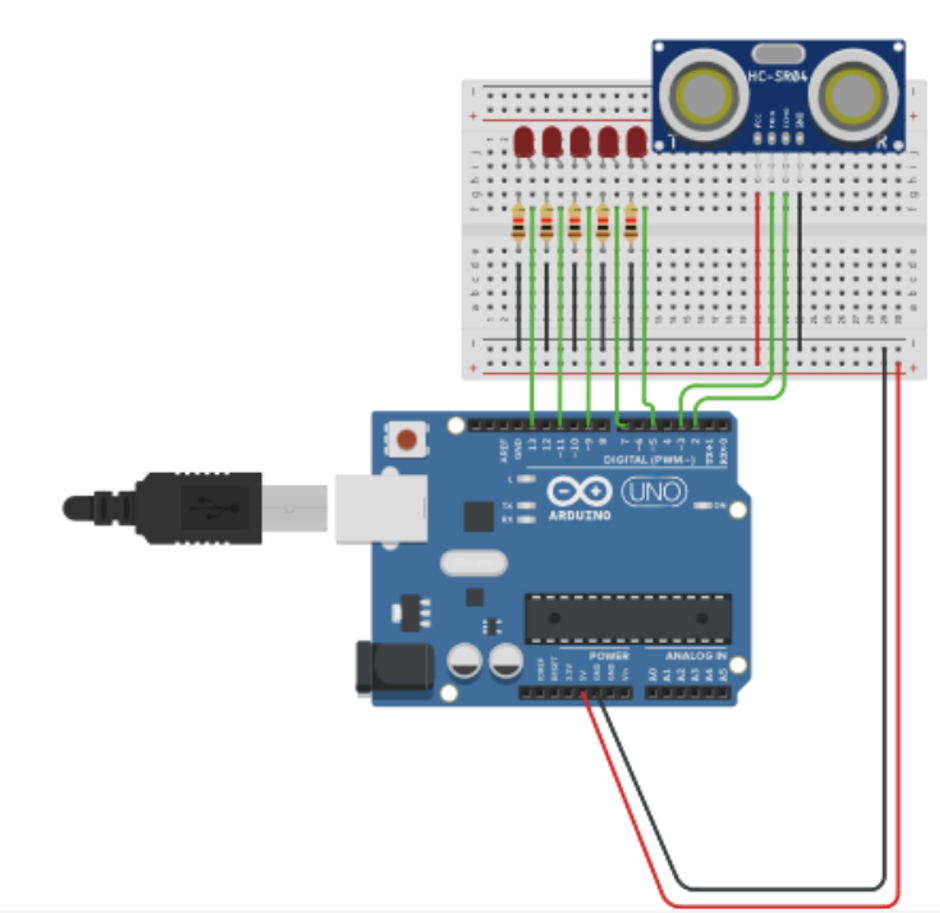 HC-SR04
VCC
TRIG
ECHO
GND
T
R
AREF
GND
13
12
~11
~10
~9
8
7
~6
~5
4
~3
2
TX→1
RX←0
DIGITAL (PWM~)
L
TX
RX
ARDUINO
UNO
ON
POWER
ANALOG IN
IOREF
RESET
3.3V
5V
GND
GND
Vin
A0
A1
A2
A3
A4
A5